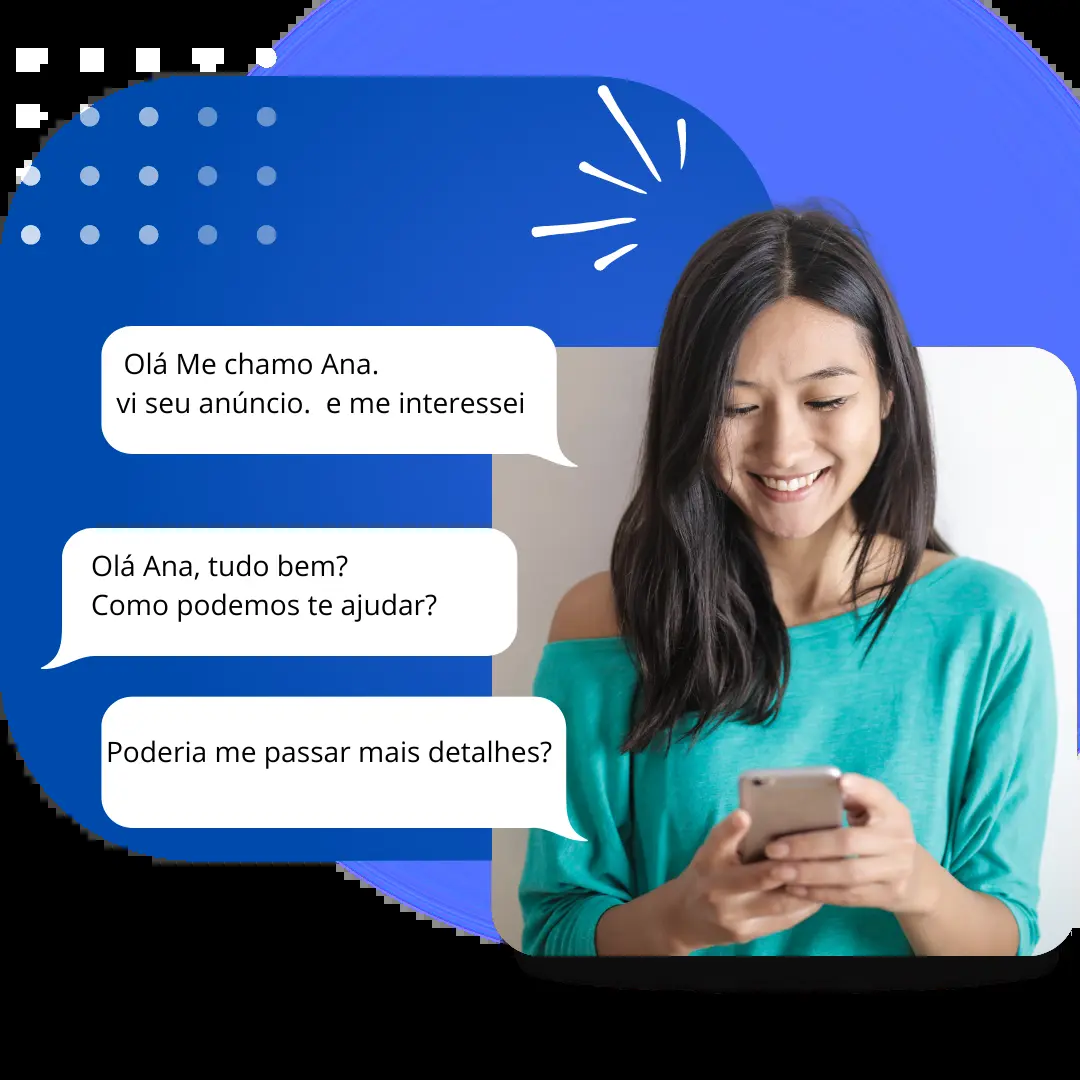 Olá Me chamo Ana.
vi seu anúncio.  e me interessei
Olá Ana, tudo bem?
Como podemos te ajudar?
Poderia me passar mais detalhes?